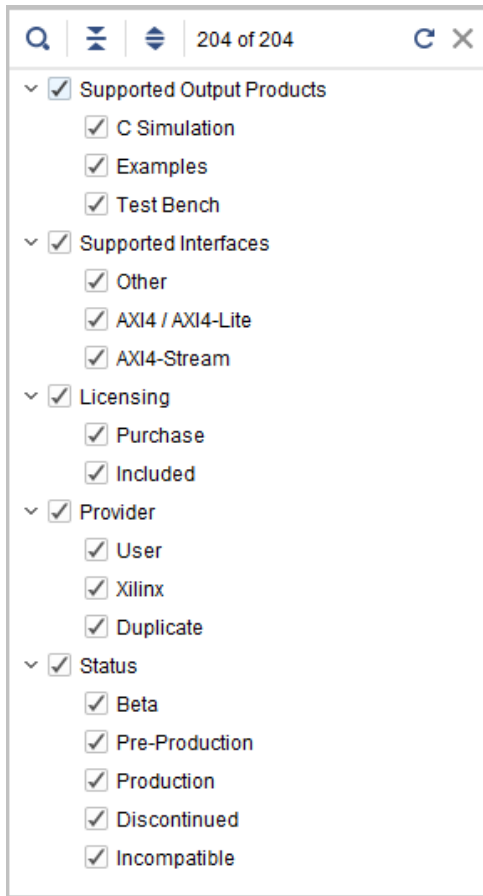 204 of 204
Supported Output Products
C Simulation
Examples
Test Bench
Supported Interfaces
Other
AXI4 / AXI4-Lite
AXI4-Stream
Licensing
Purchase
Included
Provider
User
Xilinx
Duplicate
Status
Beta
Pre-Production
Production
Discontinued
Incompatible